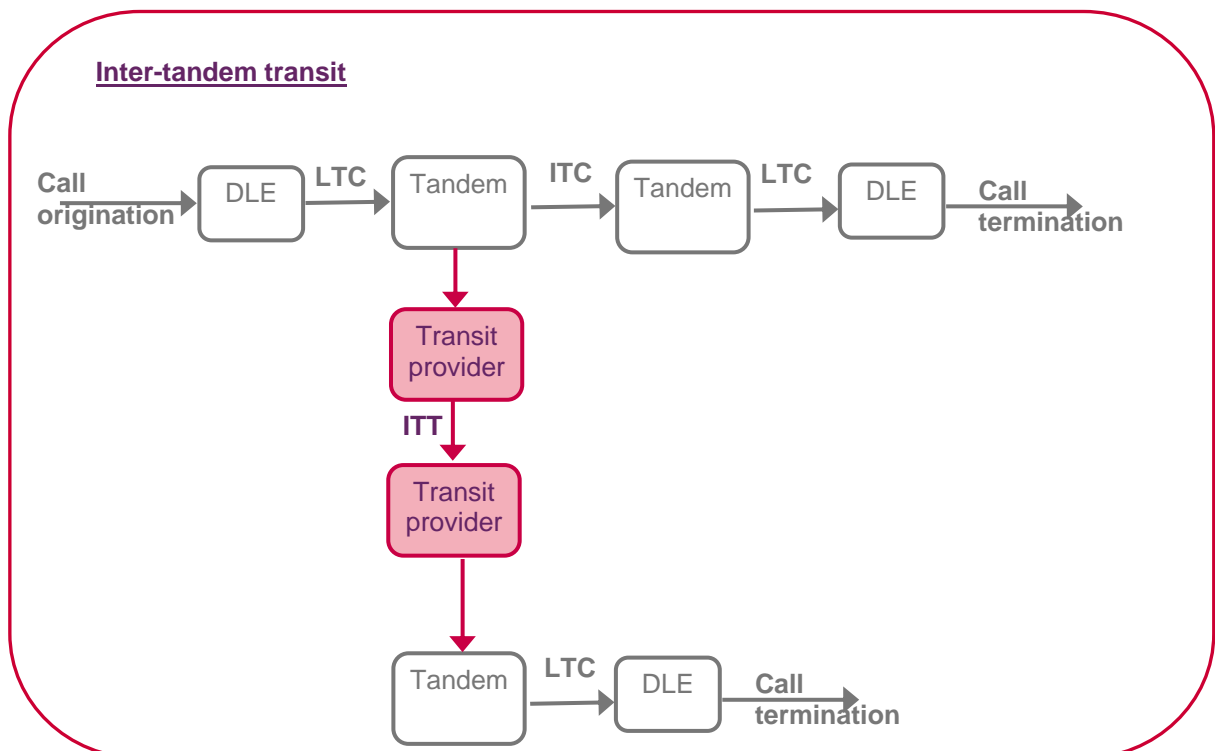 Inter-tandem transit
Call
origination
DLE
LTC
Tandem
ITC
Tandem
LTC
DLE
Call
termination
Transit
provider
ITT
Transit
provider
Tandem
LTC
DLE
Call
termination